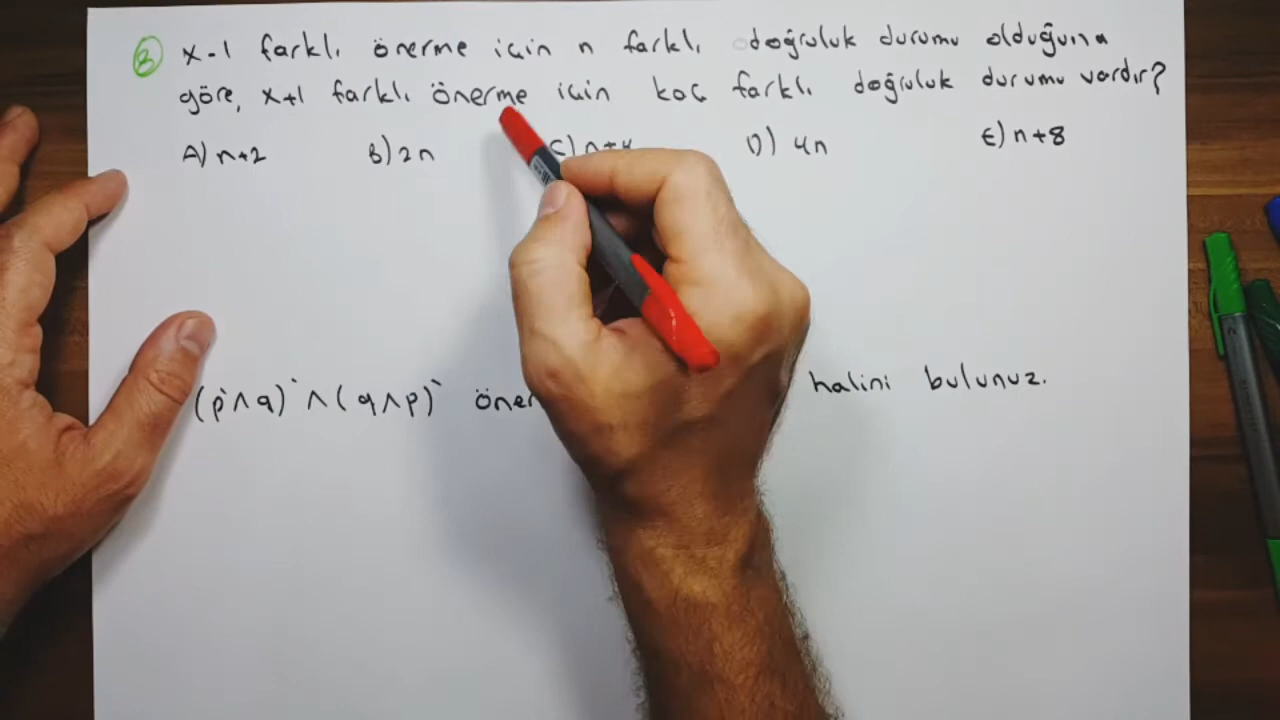 3 x-1 farklı önerme için n farklı doğruluk durumu olduğuna
göre, x+1 farklı önerme için kaç farklı doğruluk durumu vardır?
A) n+2 B) 2n C) n+4 D) 4n E) n+8
(p`∧q)` ∧ (q∧p)` halini bulunuz.